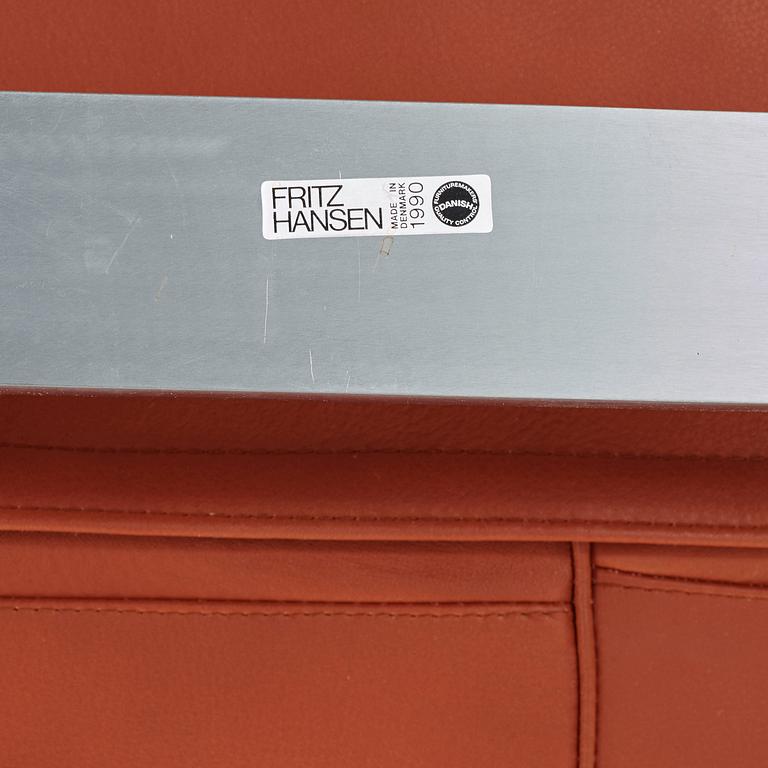 FRITZ
HANSEN
MADE IN
DENMARK
1990
FURNITUREMAKERS'
DANISH
QUALITY CONTROL